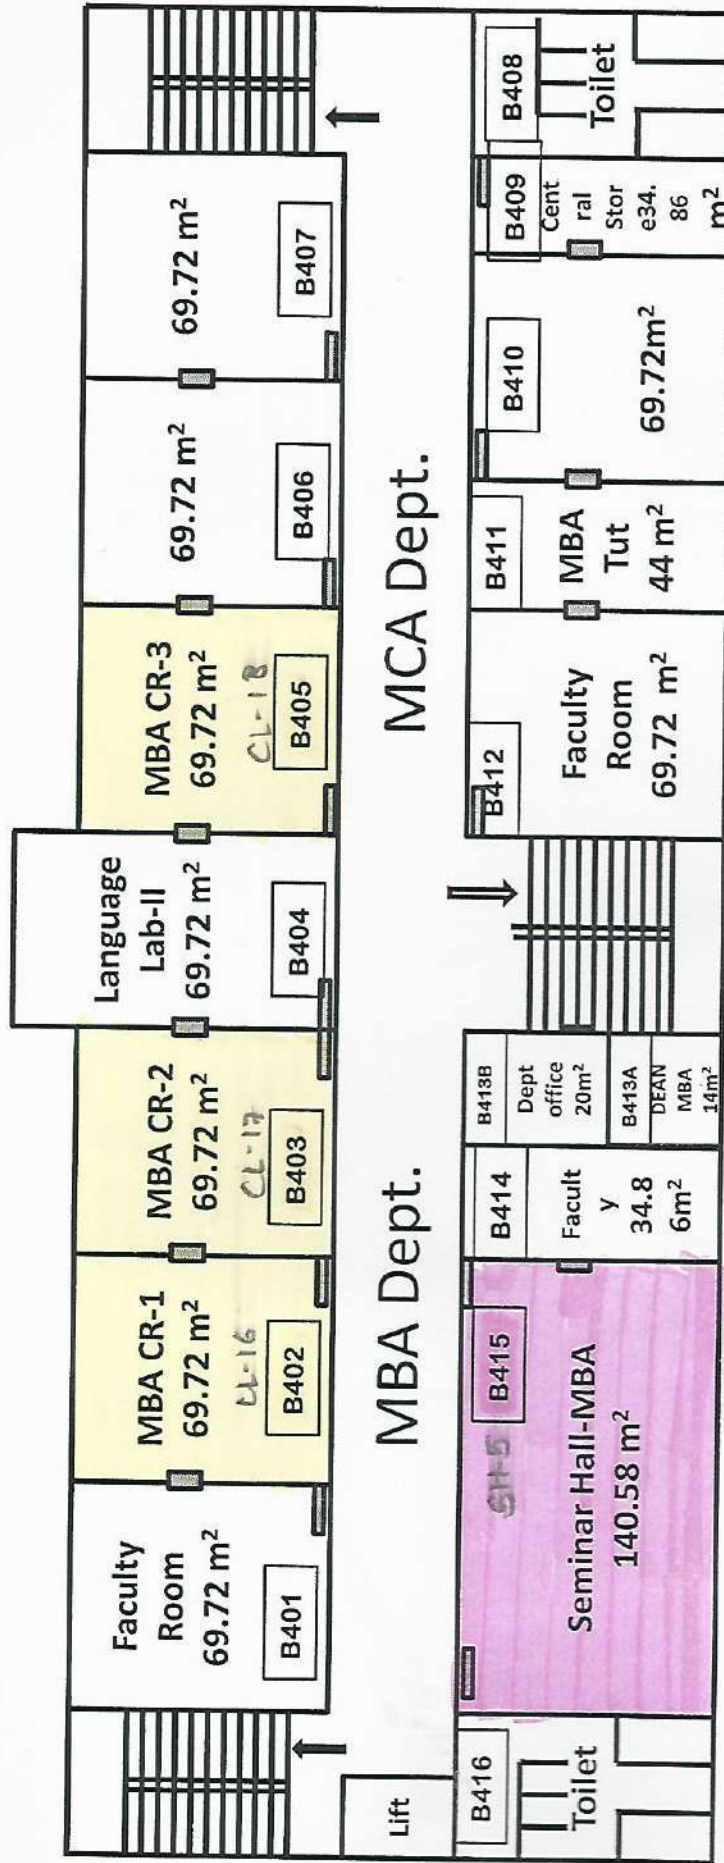 Faculty
Room
69.72 m²
B401
MBA CR-1
69.72 m²
CL-16
B402
MBA CR-2
69.72 m²
CL-17
B403
Language
Lab-II
69.72 m²
B404
MBA CR-3
69.72 m²
CL-18
B405
69.72 m²
B406
69.72 m²
B407
Lift
MBA Dept.
MCA Dept.
B416
Toilet
B415
SH-5
Seminar Hall-MBA
140.58 m²
B414
Facult
y
34.8
6m²
B413B
Dept
office
20m²
B413A
DEAN
MBA
14m²
B412
Faculty
Room
69.72 m²
B411
MBA
Tut
44 m²
B410
69.72m²
B409
Cent
ral
Stor
e34.
86
m²
B408
Toilet